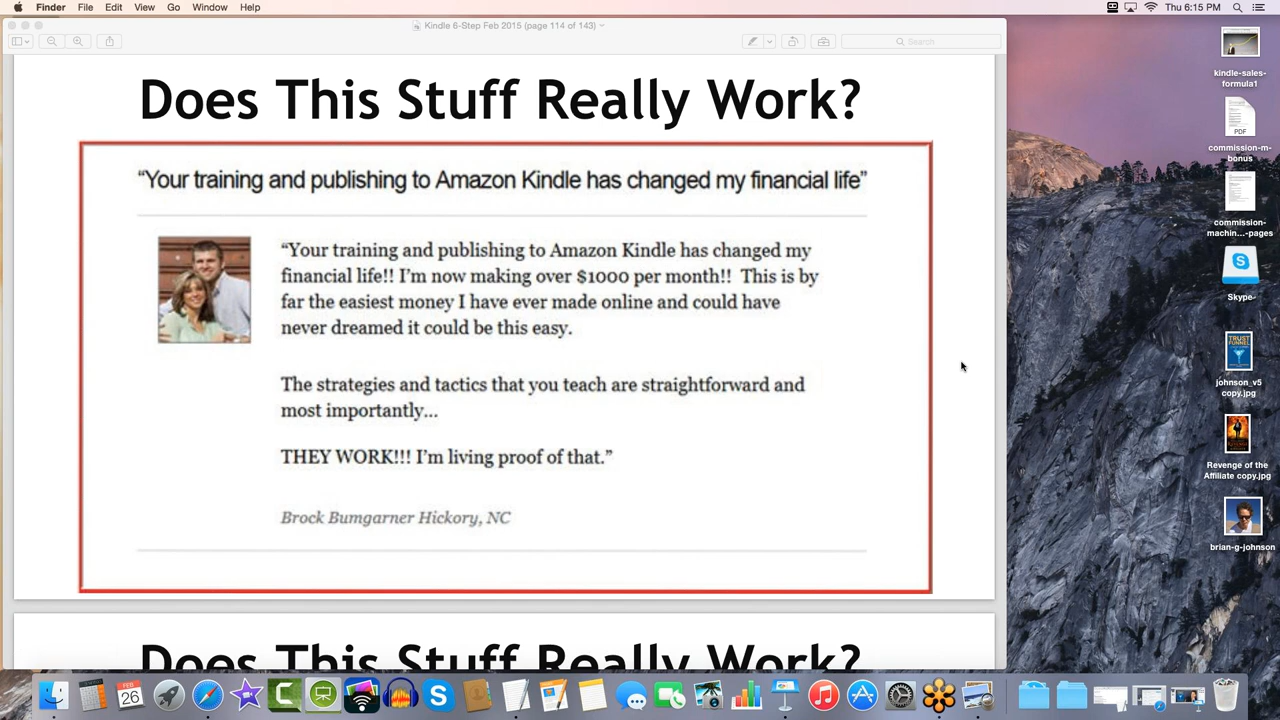 Finder File Edit View Go Window Help
Thu 6:15 PM
Kindle 6-Step Feb 2015 (page 114 of 143)
Search
Does This Stuff Really Work?
“Your training and publishing to Amazon Kindle has changed my financial life”
“Your training and publishing to Amazon Kindle has changed my
financial life!! I’m now making over $1000 per month!! This is by
far the easiest money I have ever made online and could have
never dreamed it could be this easy.
The strategies and tactics that you teach are straightforward and
most importantly...
THEY WORK!!! I’m living proof of that.”
Brock Bumgarner Hickory, NC
Does This Stuff Really Work?
kindle-sales-
formula1
PDF
commission-m-
bonus
commission-
machin...-pages
Skype-
TRUST
FUNNEL
johnson_v5
copy.jpg
Revenge of the
Affiliate copy.jpg
brian-g-johnson
FEB
26